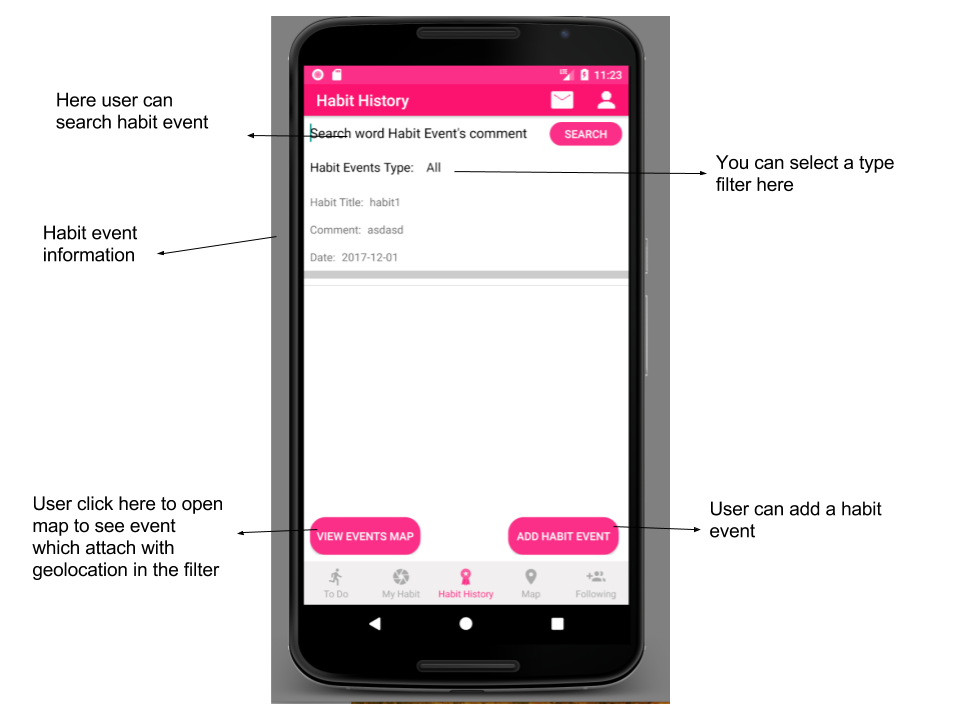 11:23
Habit History
Here user can
search habit event
Search word Habit Event's comment
SEARCH
Habit Events Type: All
You can select a type
filter here
Habit Title: habit1
Habit event
information
Comment: asdasd
Date: 2017-12-01
User click here to open
map to see event
which attach with
geolocation in the filter
VIEW EVENTS MAP
ADD HABIT EVENT
User can add a habit
event
To Do
My Habit
Habit History
Map
Following